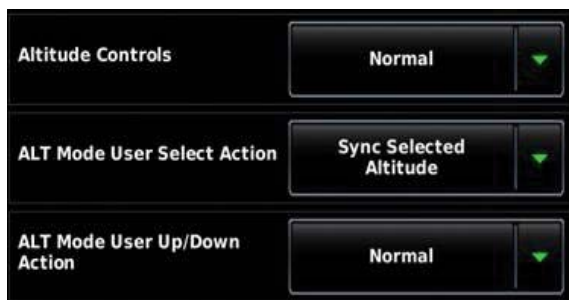 Altitude Controls
Normal
ALT Mode User Select Action
Sync Selected
Altitude
ALT Mode User Up/Down
Action
Normal